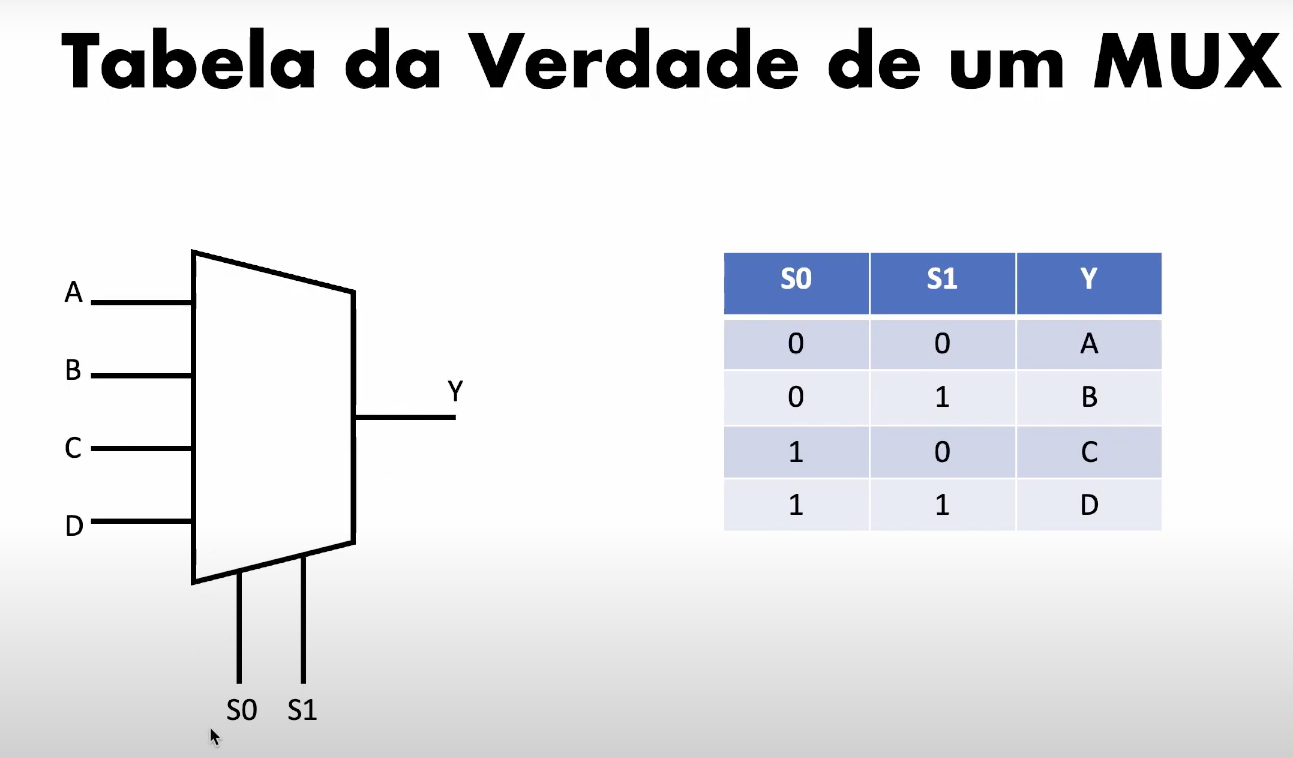 Tabela da Verdade de um MUX
A
B
C
D
Y
S0 S1
S0 S1 Y
0 0 A
0 1 B
1 0 C
1 1 D